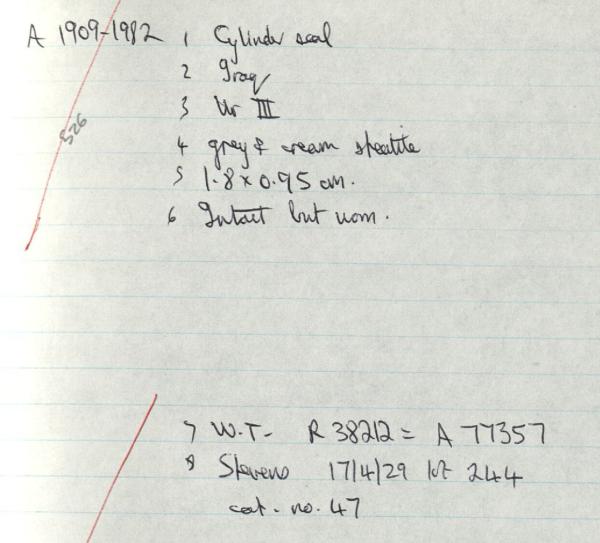 A 1909-1982 1 Cylinder seal
2 Iraq
3 Ur III
526
4 grey & cream steatite
5 1.8 x 0.95 cm.
6 Intact but worn.
7 W.T- R 38212 = A 77357
8 Stevens 17/4/29 lot 244
cat. no. 47